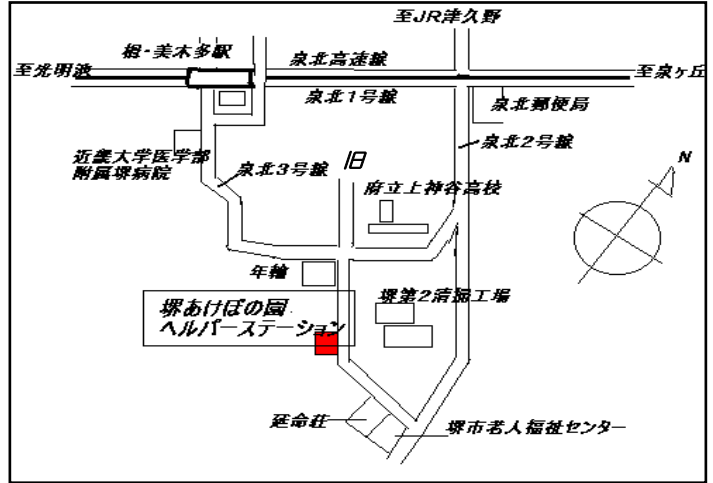 至JR津久野
栂・美木多駅
至光明池
泉北高速線
至泉ヶ丘
泉北1号線
泉北郵便局
近畿大学医学部
附属堺病院
泉北2号線
泉北3号線
旧
N
府立上神谷高校
年輪
堺第2清掃工場
堺あけぼの園
ヘルパーステーション
延命荘
堺市老人福祉センター